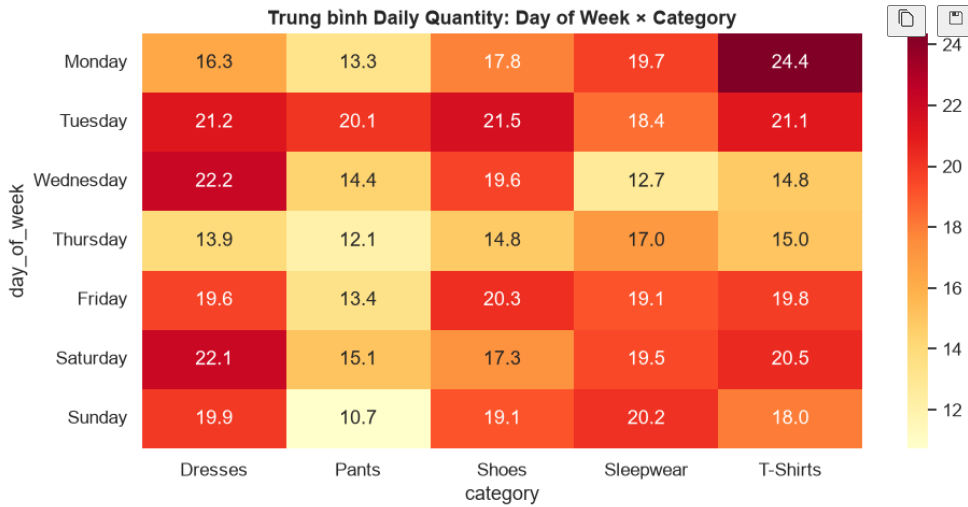 Trung bình Daily Quantity: Day of Week × Category
24
Monday 16.3 13.3 17.8 19.7 24.4
Tuesday 21.2 20.1 21.5 18.4 21.1
22
Wednesday 22.2 14.4 19.6 12.7 14.8
20
day_of_week
18
Thursday 13.9 12.1 14.8 17.0 15.0
16
Friday 19.6 13.4 20.3 19.1 19.8
14
Saturday 22.1 15.1 17.3 19.5 20.5
12
Sunday 19.9 10.7 19.1 20.2 18.0
Dresses Pants Shoes Sleepwear T-Shirts
category